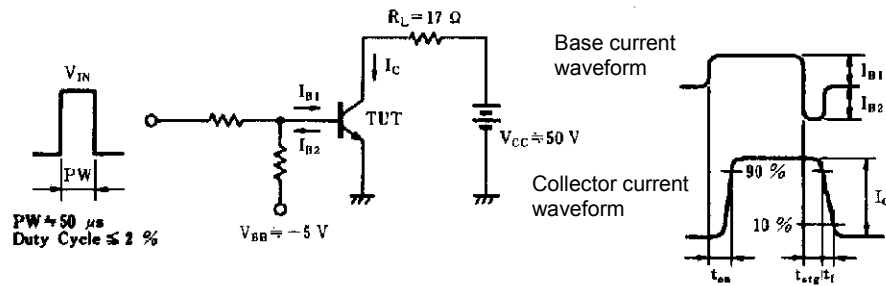 R_L=17 Ω
V_IN
I_C
I_B1
TUT
I_B2
PW
V_CC≒50 V
V_BB≒−5 V
PW≒50 μs
Duty Cycle≦2 %
Base current
waveform
I_B1
I_B2
Collector current
waveform
90 %
10 %
I_C
t_on
t_stg
t_f